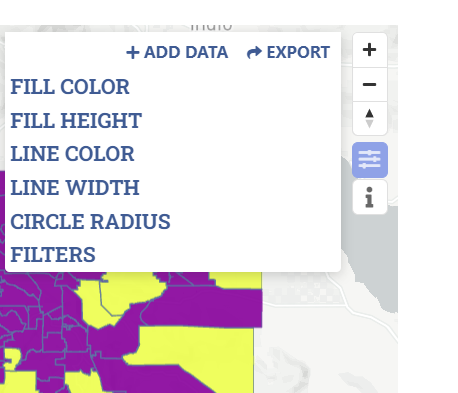 Indio
ADD DATA EXPORT
FILL COLOR
FILL HEIGHT
LINE COLOR
LINE WIDTH
CIRCLE RADIUS
FILTERS